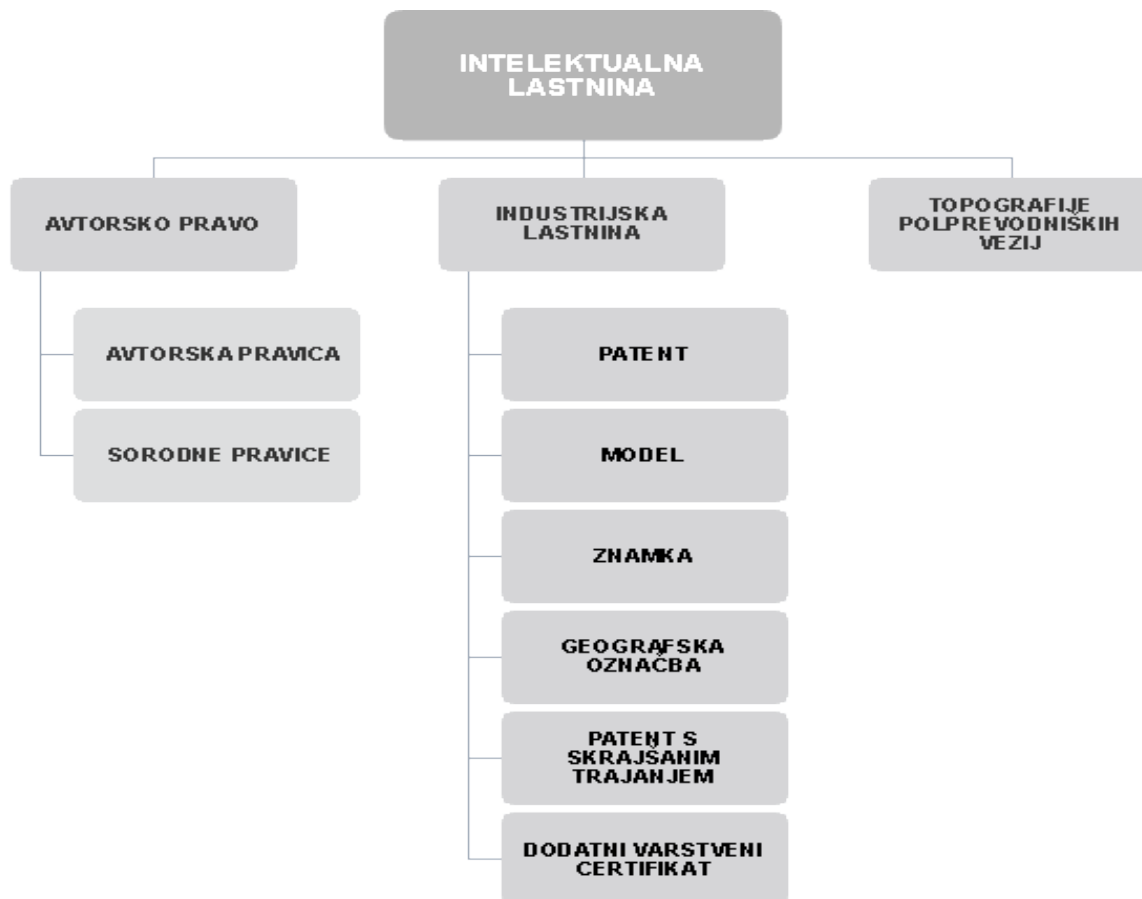 INTELEKTUALNA
LASTNINA
AVTORSKO PRAVO
AVTORSKA PRAVICA
SORODNE PRAVICE
INDUSTRIJSKA
LASTNINA
PATENT
MODEL
ZNAMKA
GEOGRAFSKA
OZNAČBA
PATENT S
SKRAJŠANIM
TRAJANJEM
DODATNI VARSTVENI
CERTIFIKAT
TOPOGRAFIJE
POLPREVODNIŠKIH
VEZIJ